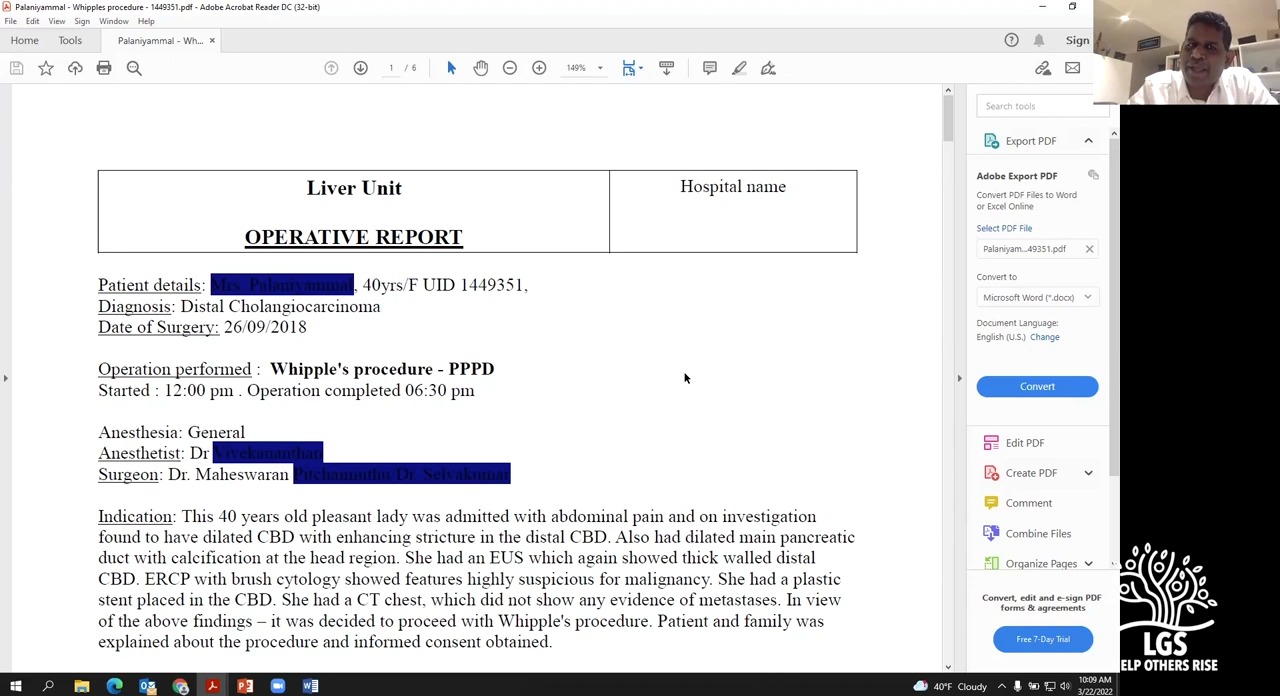 Palaniyammal - Whipples procedure - 1449351.pdf - Adobe Acrobat Reader DC (32-bit)
File Edit View Sign Window Help
Home Tools Palaniyammal - Wh... × Sign
1 / 6 149%
Liver Unit
Hospital name
OPERATIVE REPORT
Patient details: , 40yrs/F UID 1449351,
Diagnosis: Distal Cholangiocarcinoma
Date of Surgery: 26/09/2018
Operation performed : Whipple's procedure - PPPD
Started : 12:00 pm . Operation completed 06:30 pm
Anesthesia: General
Anesthetist: Dr
Surgeon: Dr. Maheswaran
Indication: This 40 years old pleasant lady was admitted with abdominal pain and on investigation
found to have dilated CBD with enhancing stricture in the distal CBD. Also had dilated main pancreatic
duct with calcification at the head region. She had an EUS which again showed thick walled distal
CBD. ERCP with brush cytology showed features highly suspicious for malignancy. She had a plastic
stent placed in the CBD. She had a CT chest, which did not show any evidence of metastases. In view
of the above findings – it was decided to proceed with Whipple's procedure. Patient and family was
explained about the procedure and informed consent obtained.
Search tools
Export PDF
Adobe Export PDF
Convert PDF Files to Word
or Excel Online
Select PDF File
Palaniyam...49351.pdf
Convert to
Microsoft Word (*.docx)
Document Language:
English (U.S.) Change
Convert
Edit PDF
Create PDF
Comment
Combine Files
Organize Pages
Convert, edit and e-sign PDF
forms & agreements
Free 7-Day Trial
LGS
ELP OTHERS RISE
40°F Cloudy
10:09 AM
3/22/2022